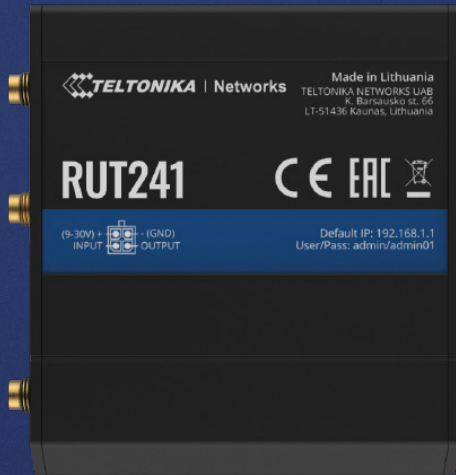 TELTONIKA | Networks
Made in Lithuania
TELTONIKA NETWORKS UAB
K. Barsausko st. 66
LT-51436 Kaunas, Lithuania
RUT241
CE EAC
(9-30V) + - (GND)
INPUT OUTPUT
Default IP: 192.168.1.1
User/Pass: admin/admin01